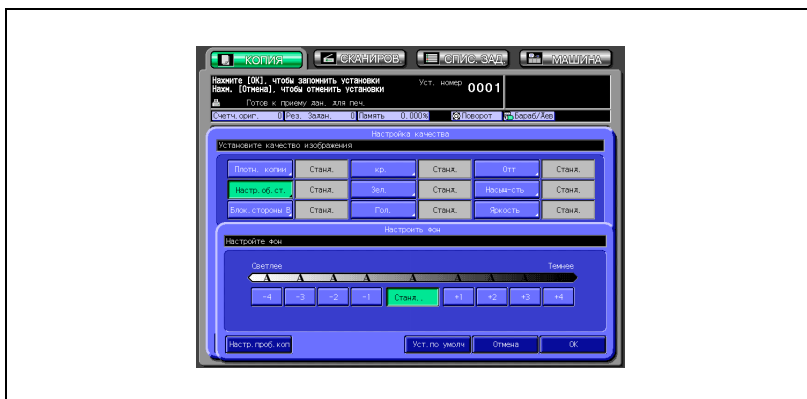 КОПИЯ СКАНИРОВ. СПИС.ЗАД. МАШИНА
Нажмите [OK], чтобы запомнить установки
Нажм. [Отмена], чтобы отменить установки
Уст. номер 0001
Готов к приему дан. для печ.
Счетч.ориг. 0 Рез. Задан. 0 Память 0.000% Поворот Бараб/Лев
Настройка качества
Установите качество изображения
Плотн. копии Станд. кр. Станд. Отт Станд.
Настр.об.ст. Станд. Зел. Станд. Насыщ-сть Станд.
Блок.стороны В Станд. Гол. Станд. Яркость Станд.
Настроить фон
Настройте фон
Светлее Темнее
A A A A A A A A
-4 -3 -2 -1 Станд. +1 +2 +3 +4
Настр.проб.коп Уст.по умолч Отмена OK